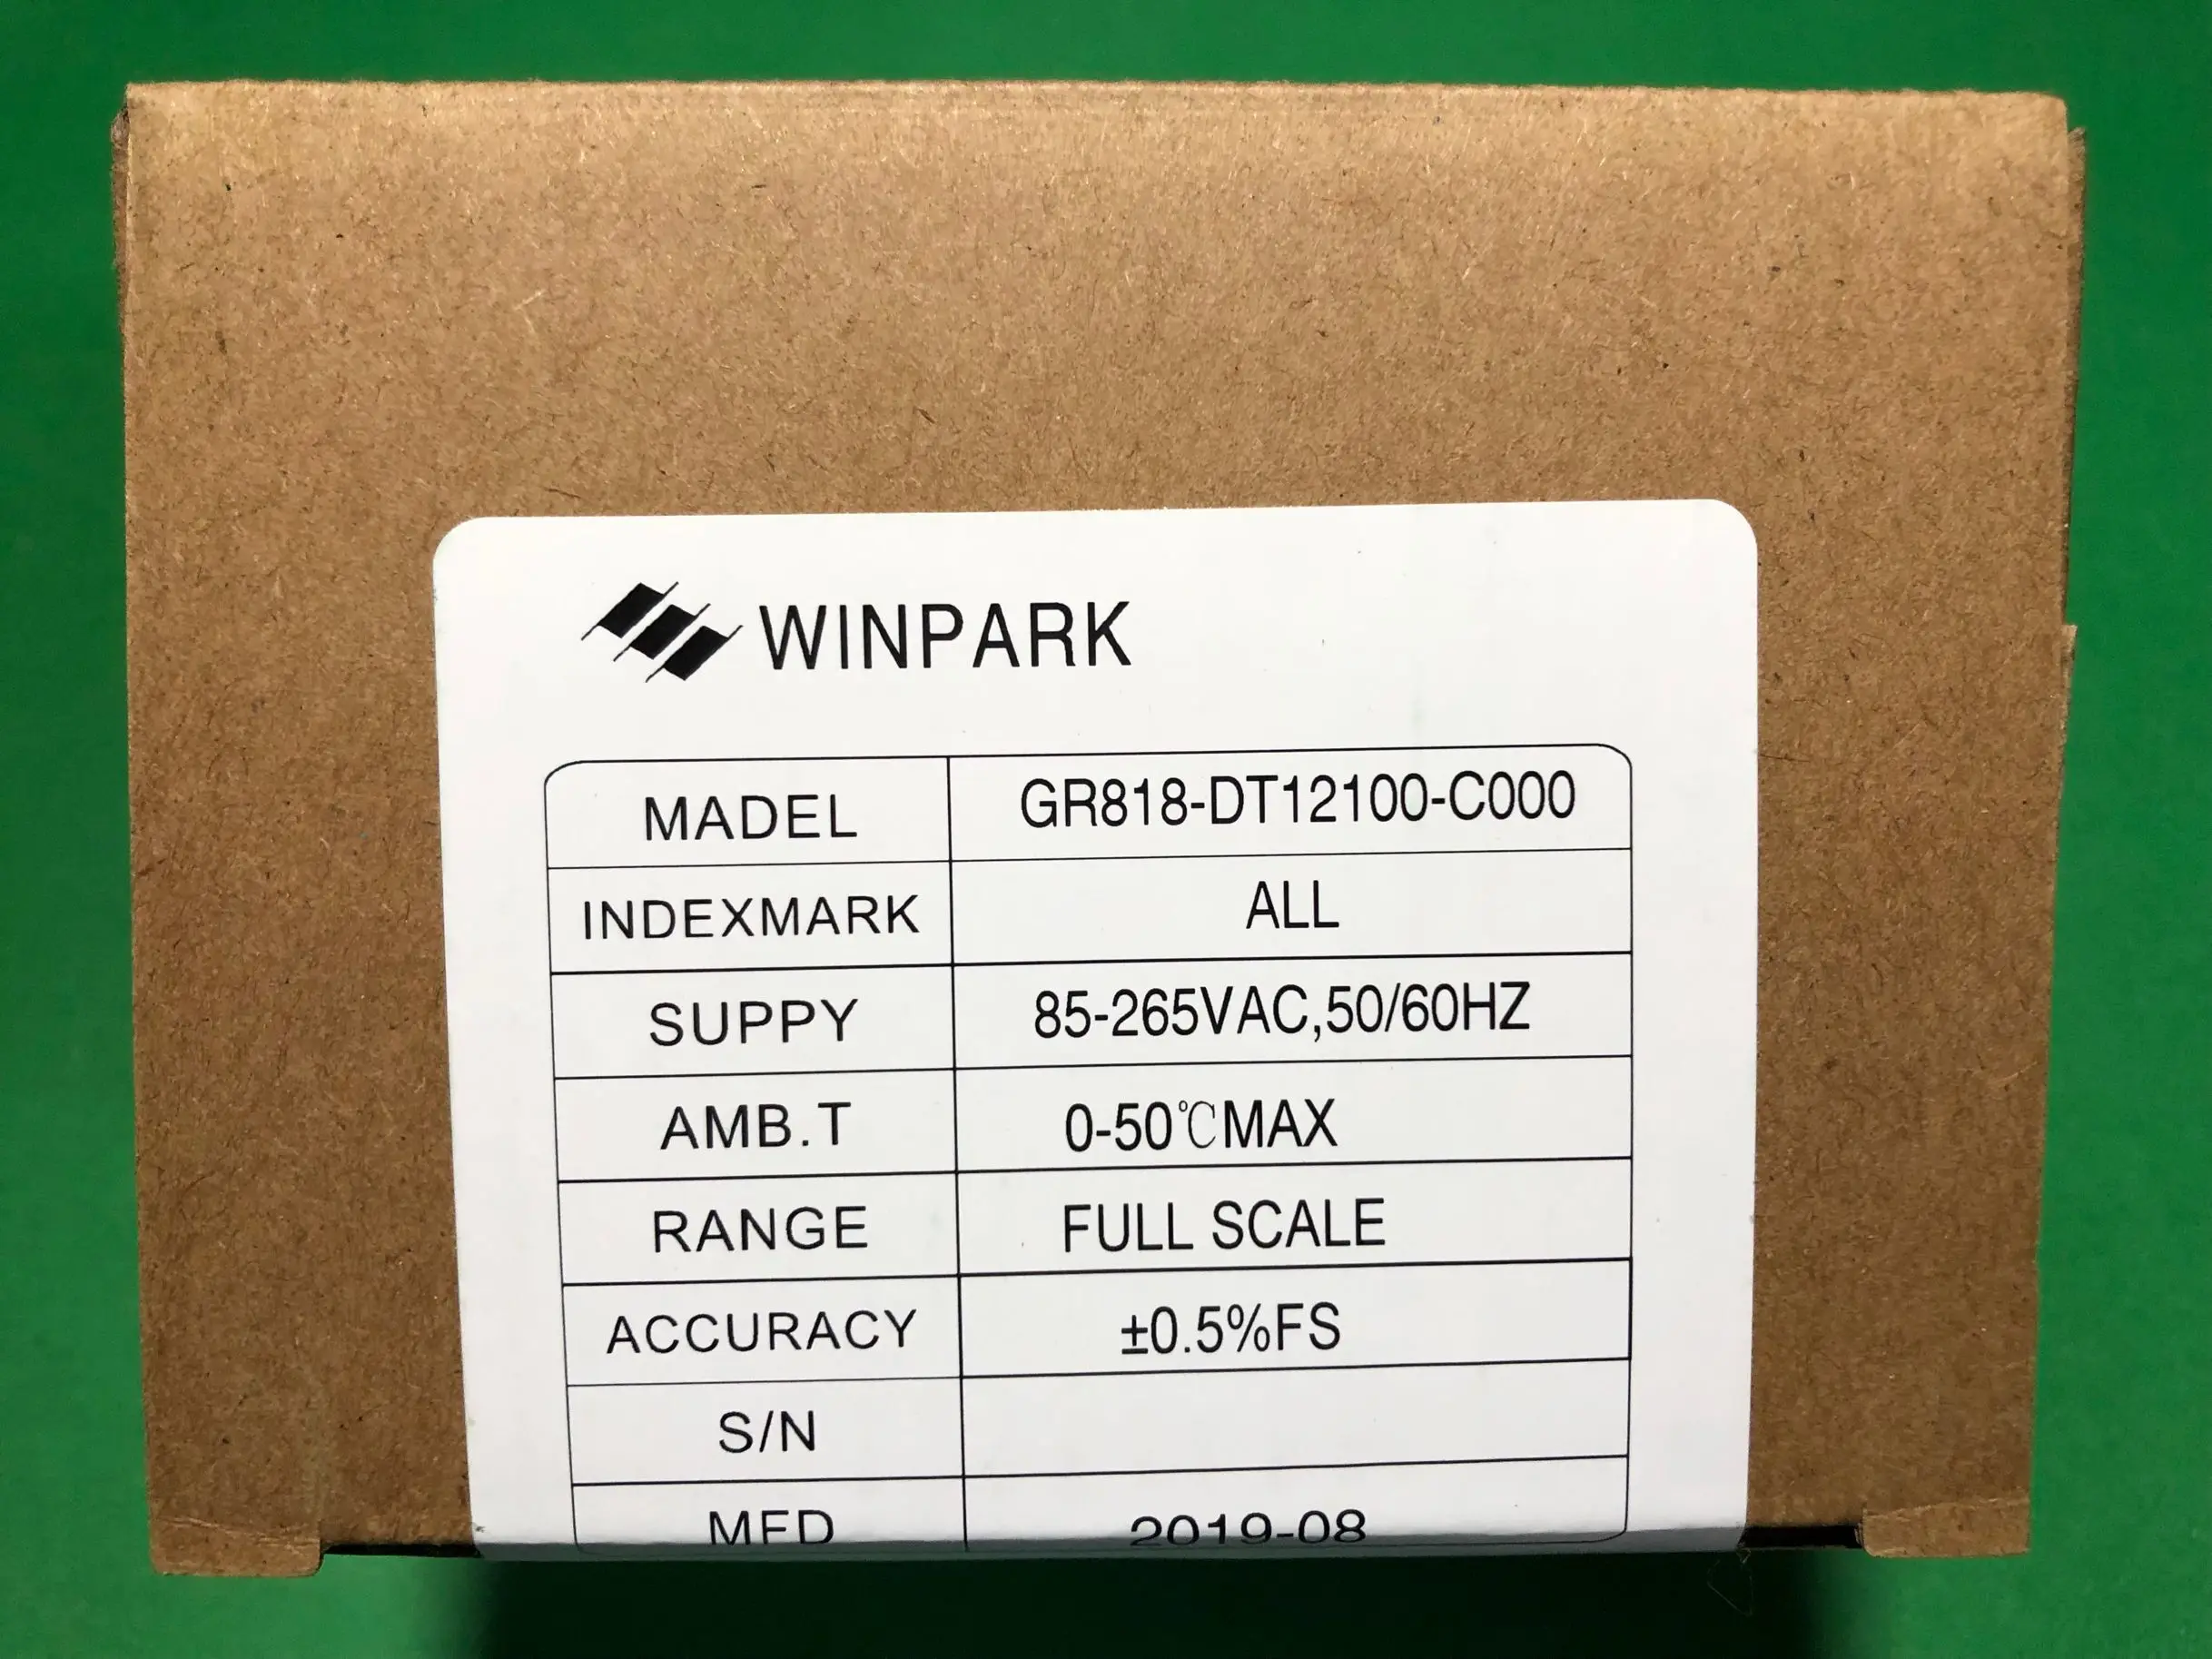 WINPARK
MADEL GR818-DT12100-C000
INDEXMARK ALL
SUPPY 85-265VAC,50/60HZ
AMB.T 0-50℃MAX
RANGE FULL SCALE
ACCURACY ±0.5%FS
S/N
MFD 2019-08